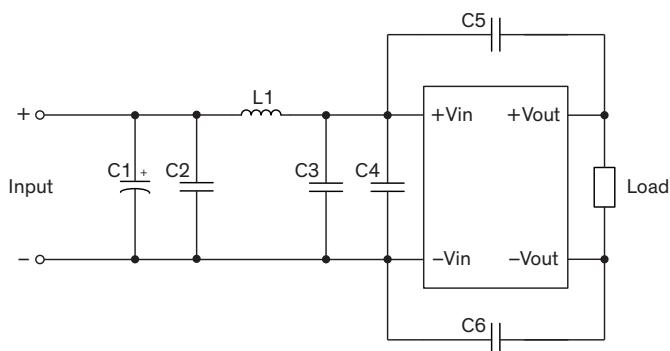 C5
L1
+
+Vin
+Vout
C1
+
C2
C3
C4
Input
Load
−
−Vin
−Vout
C6